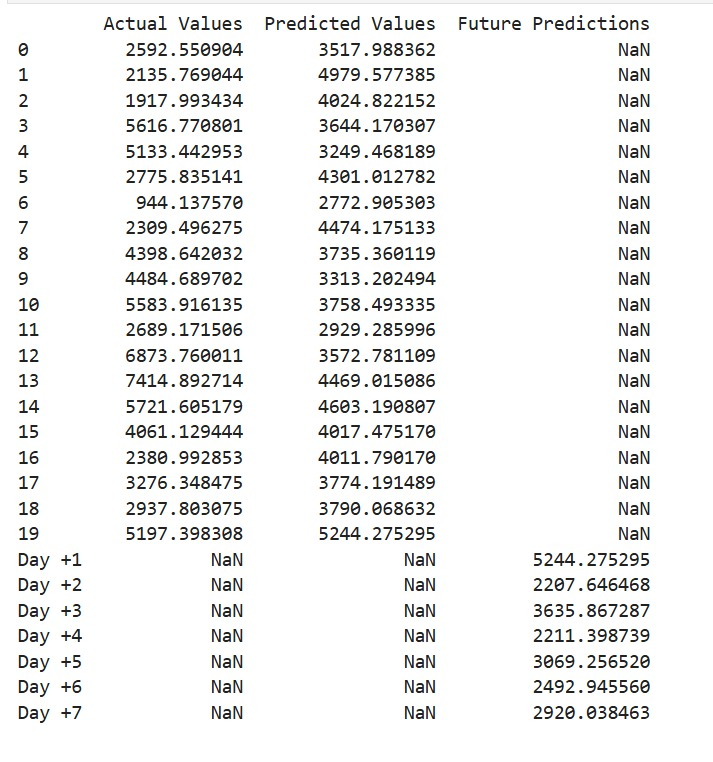 Actual Values Predicted Values Future Predictions
0 2592.550904 3517.988362 NaN
1 2135.769044 4979.577385 NaN
2 1917.993434 4024.822152 NaN
3 5616.770801 3644.170307 NaN
4 5133.442953 3249.468189 NaN
5 2775.835141 4301.012782 NaN
6 944.137570 2772.905303 NaN
7 2309.496275 4474.175133 NaN
8 4398.642032 3735.360119 NaN
9 4484.689702 3313.202494 NaN
10 5583.916135 3758.493335 NaN
11 2689.171506 2929.285996 NaN
12 6873.760011 3572.781109 NaN
13 7414.892714 4469.015086 NaN
14 5721.605179 4603.190807 NaN
15 4061.129444 4017.475170 NaN
16 2380.992853 4011.790170 NaN
17 3276.348475 3774.191489 NaN
18 2937.803075 3790.068632 NaN
19 5197.398308 5244.275295 NaN
Day +1 NaN NaN 5244.275295
Day +2 NaN NaN 2207.646468
Day +3 NaN NaN 3635.867287
Day +4 NaN NaN 2211.398739
Day +5 NaN NaN 3069.256520
Day +6 NaN NaN 2492.945560
Day +7 NaN NaN 2920.038463